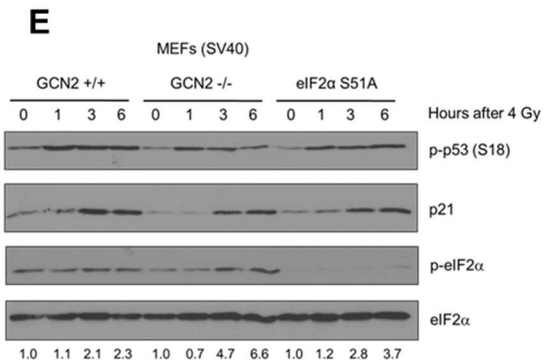 E
MEFs (SV40)
GCN2 +/+ GCN2 -/- eIF2α S51A
0 1 3 6 0 1 3 6 0 1 3 6 Hours after 4 Gy
p-p53 (S18)
p21
p-eIF2α
eIF2α
1.0 1.1 2.1 2.3 1.0 0.7 4.7 6.6 1.0 1.2 2.8 3.7